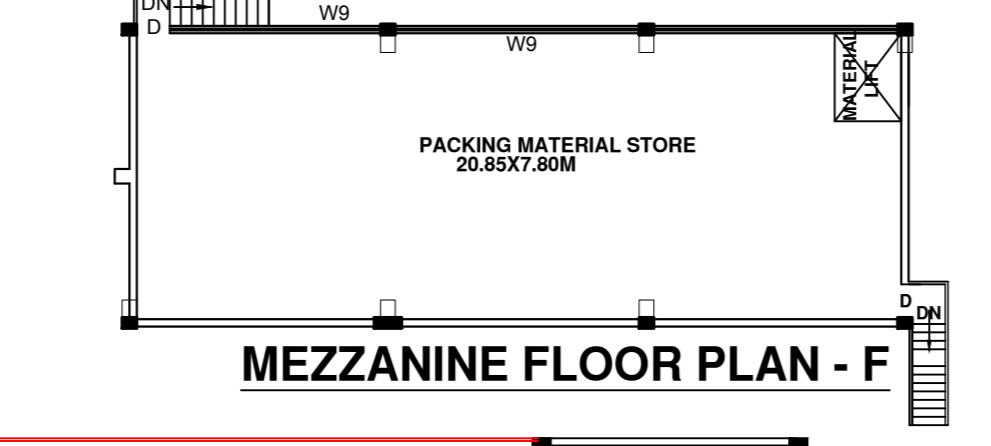 DN
W9
D
W9
MATERIAL
LIFT
PACKING MATERIAL STORE
20.85X7.80M
D
DN
MEZZANINE FLOOR PLAN - F